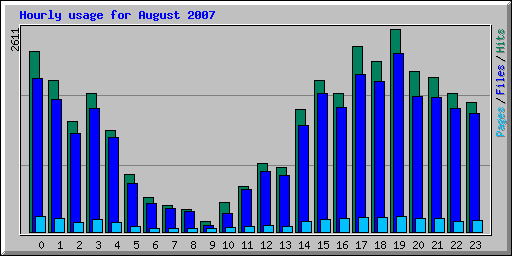 Hourly usage for August 2007
2611
Pages / Files / Hits
0 1 2 3 4 5 6 7 8 9 10 11 12 13 14 15 16 17 18 19 20 21 22 23